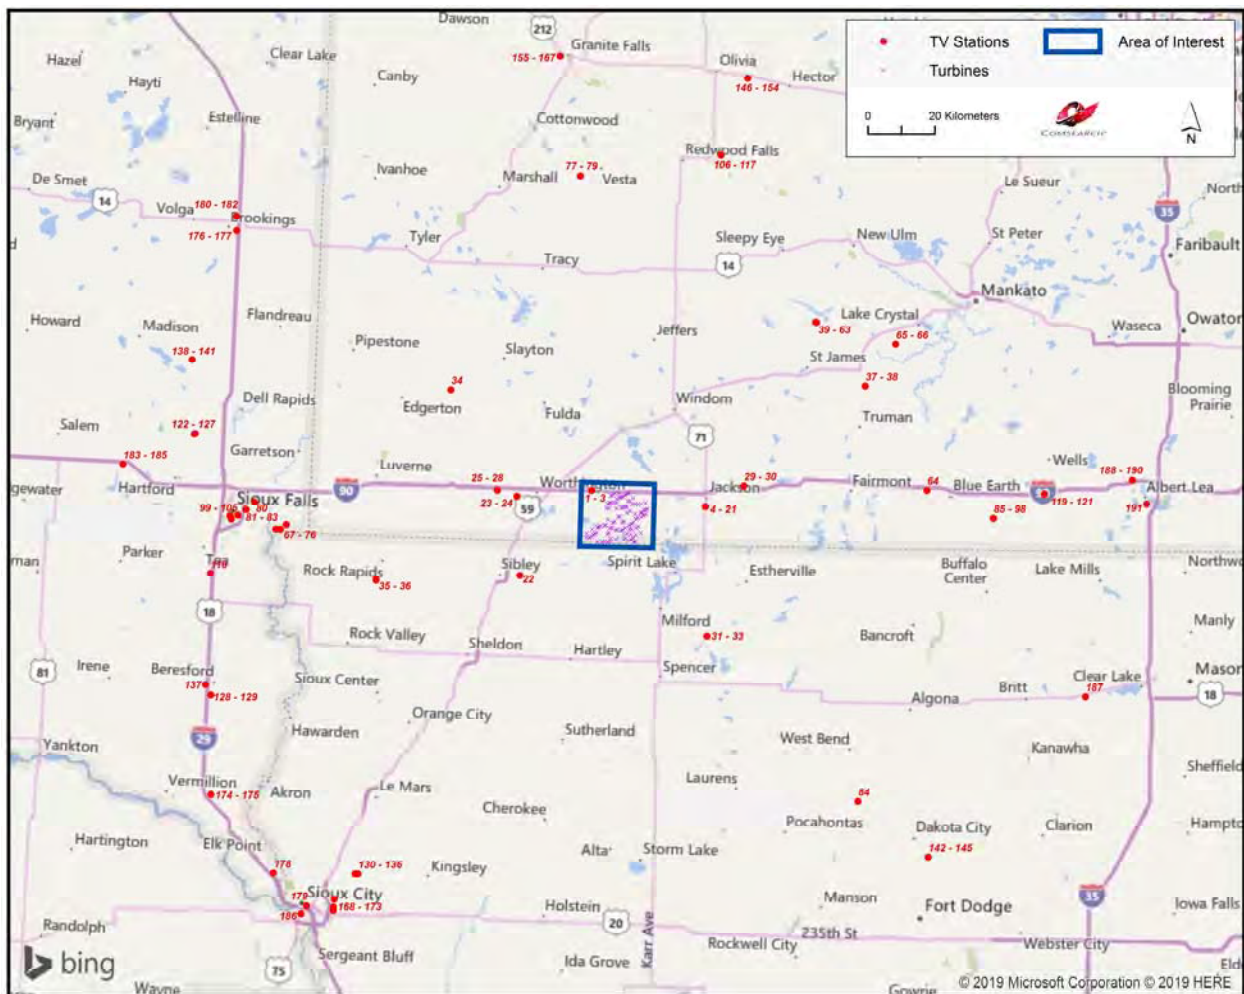 Dawson
212
Granite Falls
155 - 167
Clear Lake
Hazel
Hayti
Canby
Olivia
Hector
146 - 154
TV Stations
Area of Interest
Turbines
0 20 Kilometers
COMSEARCH
N
Bryant
Estelline
Cottonwood
Redwood Falls
106 - 117
De Smet
14
Ivanhoe
77 - 79
Marshall
Vesta
Le Sueur
North
Volga
180 - 182
Brookings
176 - 177
Tyler
Tracy
Sleepy Eye
14
New Ulm
St Peter
35
Faribault
Mankato
Howard
Madison
Flandreau
138 - 141
Pipestone
Slayton
Jeffers
Lake Crystal
39 - 63
65 - 66
St James
Waseca
Owaton
34
Edgerton
Fulda
Windom
37 - 38
Truman
Blooming
Prairie
Dell Rapids
Salem
122 - 127
Garretson
71
183 - 185
Hartford
gewater
Luverne
90
25 - 28
23 - 24
Worthington
59
1 - 3
Jackson
29 - 30
4 - 21
Fairmont
64
Blue Earth
Wells
188 - 190
119 - 121
Albert Lea
191
85 - 98
Sioux Falls
80
81 - 83
67 - 76
Parker
Tea
118
man
Rock Rapids
35 - 36
Sibley
22
Spirit Lake
Estherville
Buffalo
Center
Lake Mills
Northwo
18
Rock Valley
Sheldon
Hartley
Milford
31 - 33
Spencer
Bancroft
Manly
Irene
81
Beresford
137
128 - 129
Sioux Center
Algona
Britt
Clear Lake
187
Mason
18
Hawarden
Orange City
Sutherland
West Bend
Kanawha
Yankton
29
Vermillion
174 - 175
Akron
Le Mars
Cherokee
Laurens
84
Pocahontas
Sheffield
Hartington
Elk Point
178
130 - 136
Kingsley
Alta
Storm Lake
Dakota City
142 - 145
Clarion
Hampto
179
Sioux City
186
168 - 173
Holstein
20
Karr Ave
Manson
Fort Dodge
35
Iowa Falls
Randolph
235th St
Rockwell City
Webster City
Sergeant Bluff
Ida Grove
75
Wayne
bing
Gowrie
Eld
© 2019 Microsoft Corporation © 2019 HERE